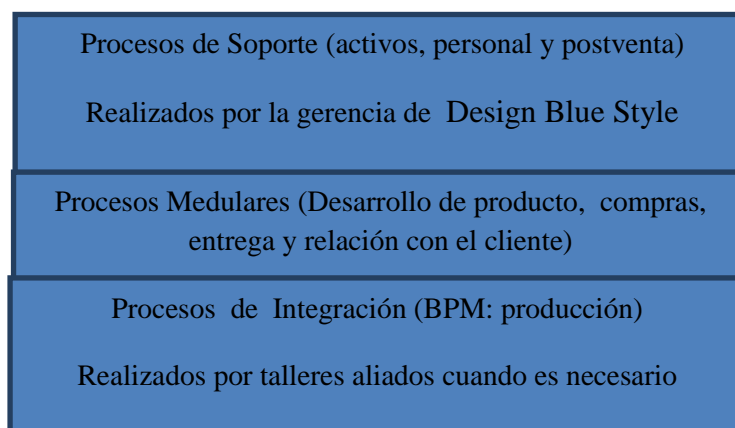 Procesos de Soporte (activos, personal y postventa)
Realizados por la gerencia de Design Blue Style
Procesos Medulares (Desarrollo de producto, compras,
entrega y relación con el cliente)
Procesos de Integración (BPM: producción)
Realizados por talleres aliados cuando es necesario